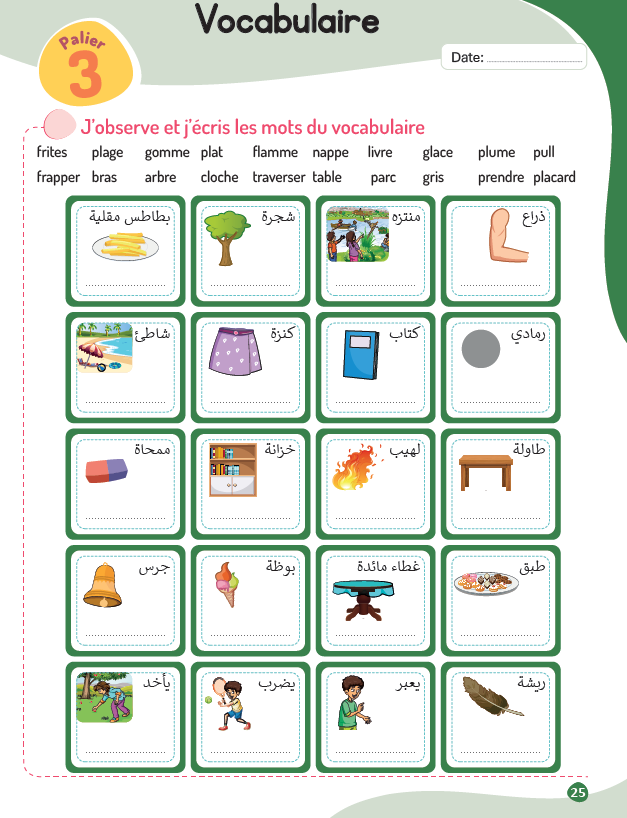 Vocabulaire
Palier
3
Date:
J'observe et j'écris les mots du vocabulaire
frites plage gomme plat flamme nappe livre glace plume pull
frapper bras arbre cloche traverser table parc gris prendre placard
بطاطس مقلية
شجرة
منتزه
ذراع
شاطئ
كنزة
كتاب
رمادي
ممحاة
خزانة
لهيب
طاولة
جرس
بوظة
غطاء مائدة
طبق
يأخد
يضرب
يعبر
ريشة
25